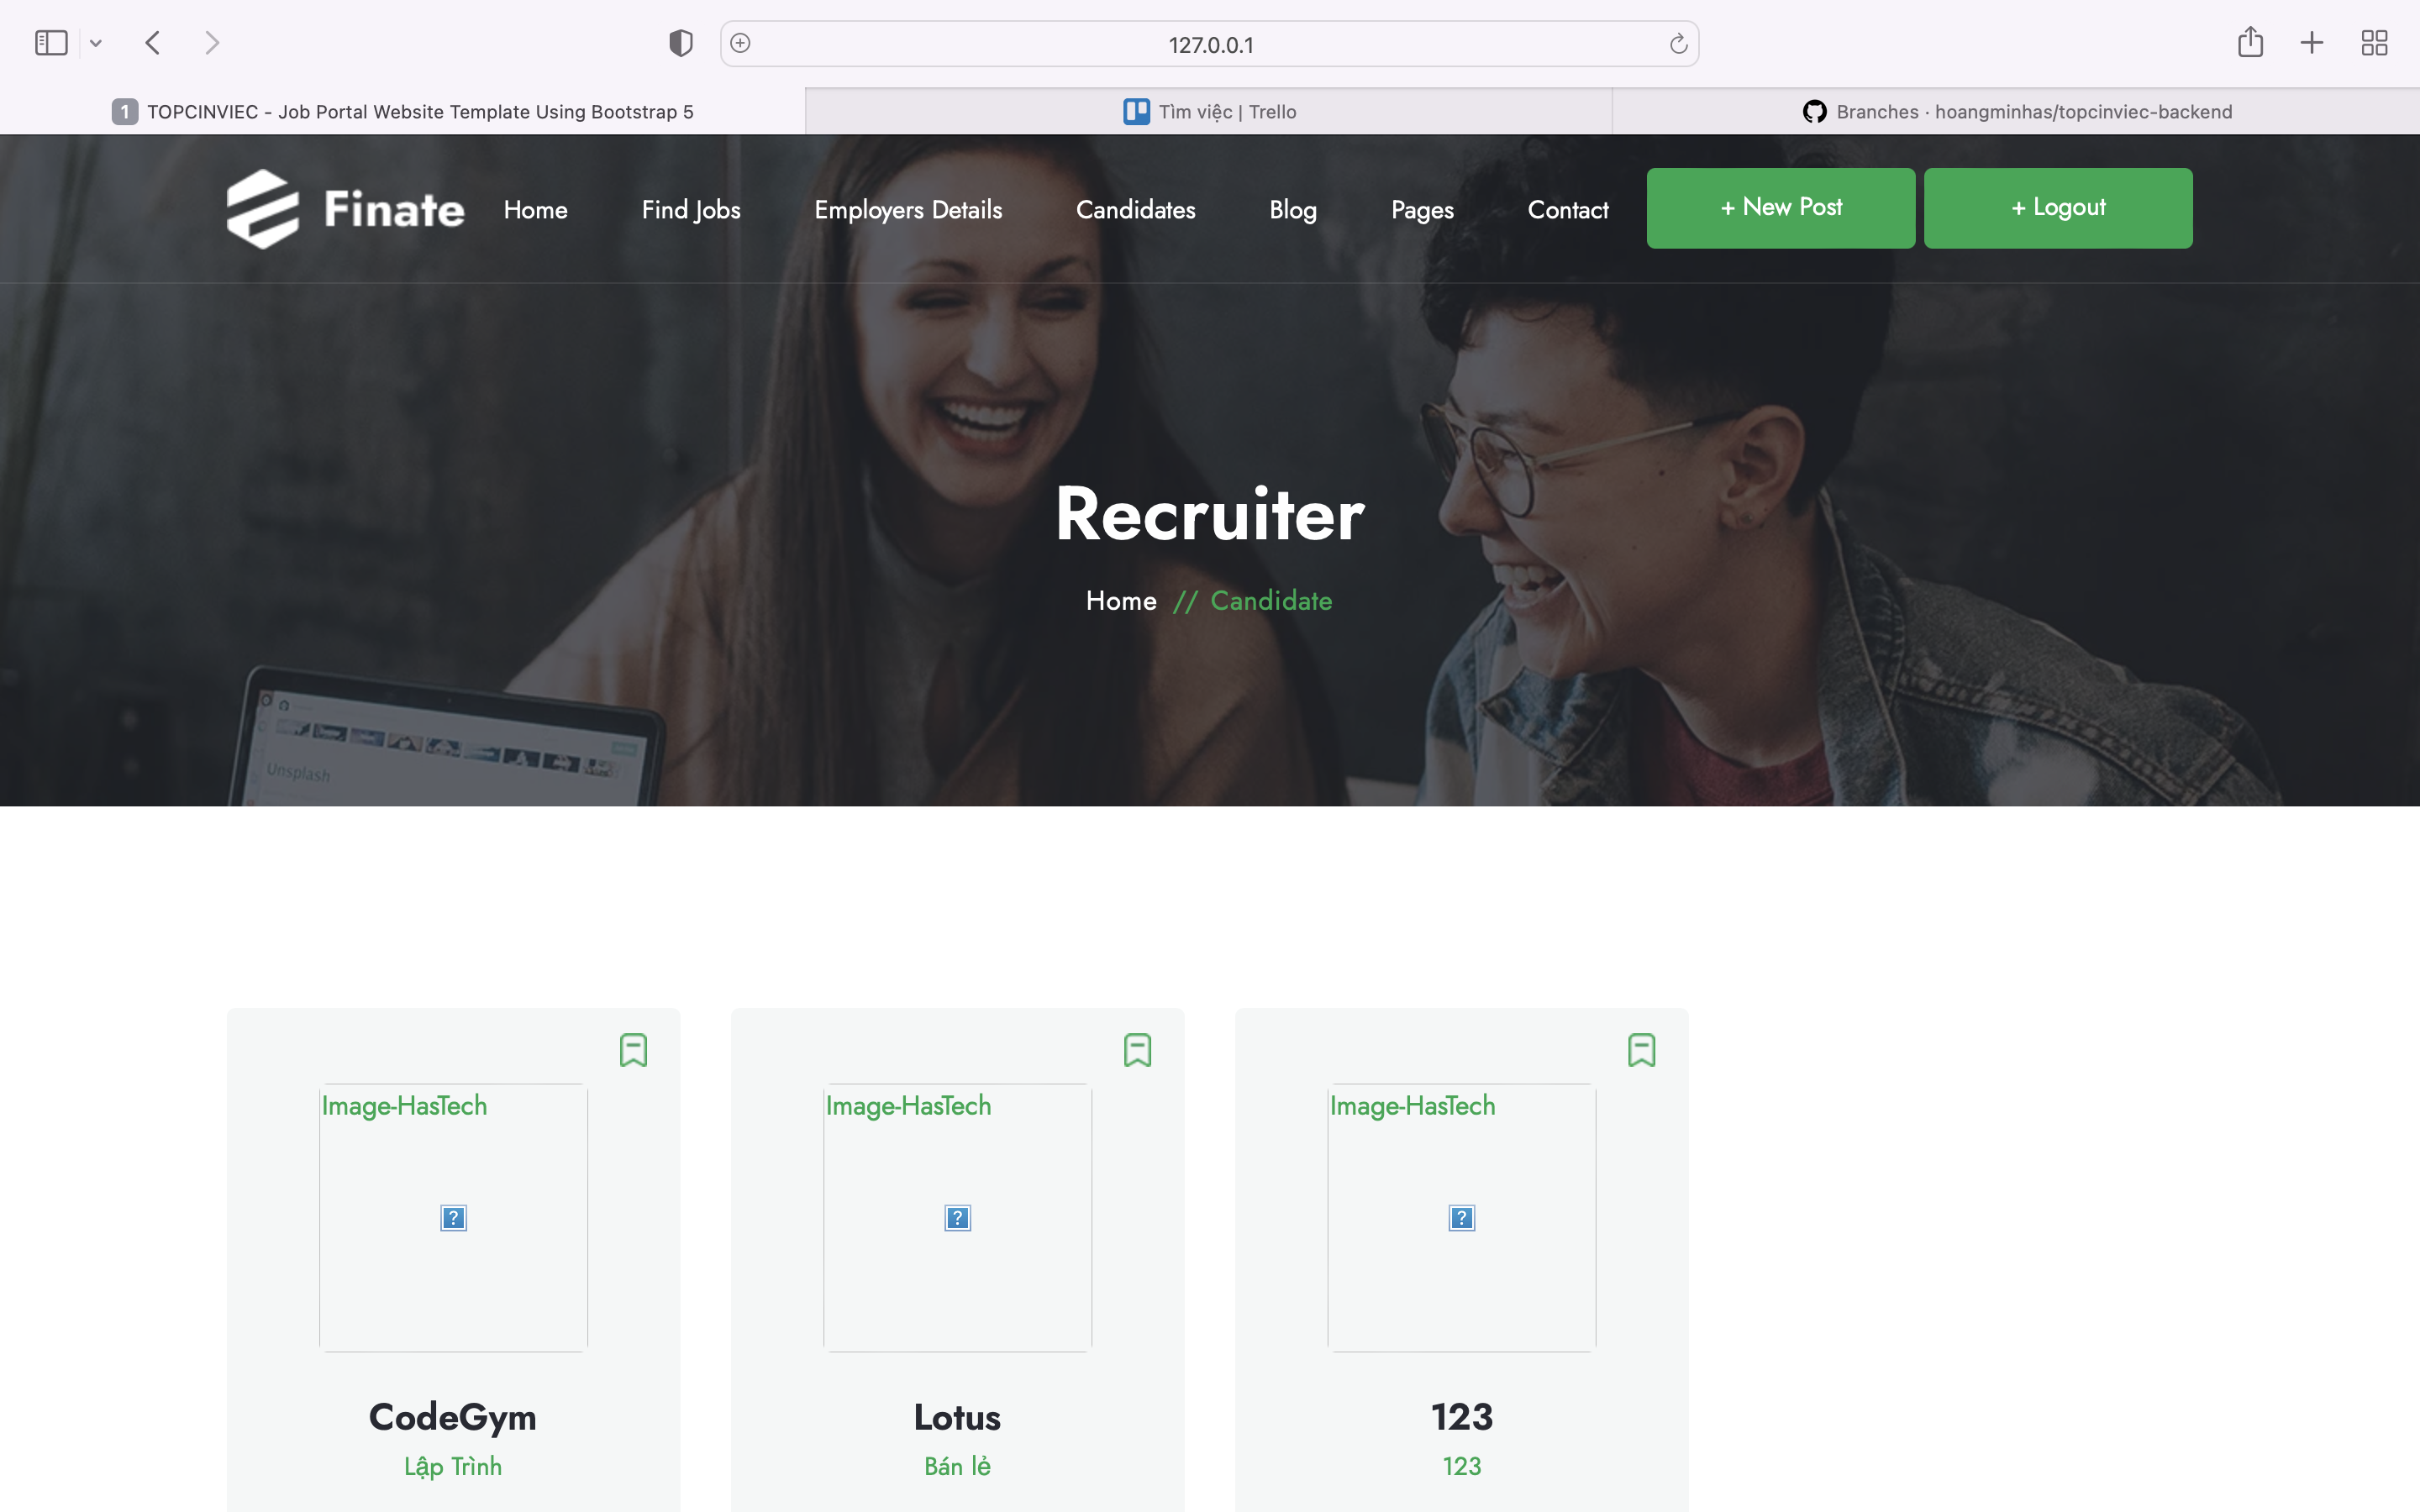 127.0.0.1
1 TOPCINVIEC - Job Portal Website Template Using Bootstrap 5
Tìm việc | Trello
Branches · hoangminhas/topcinviec-backend
Finate
Home
Find Jobs
Employers Details
Candidates
Blog
Pages
Contact
+ New Post
+ Logout
Recruiter
Home // Candidate
Unsplash
Image-HasTech
Image-HasTech
Image-HasTech
?
?
?
CodeGym
Lotus
123
Lập Trình
Bán lẻ
123